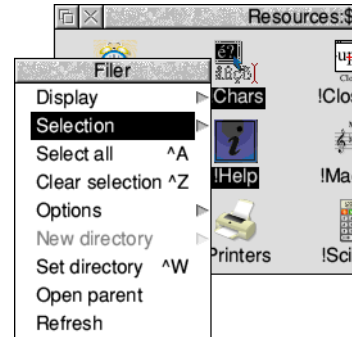 Resources:$
Filer
Display
Selection
Select all ^A
Clear selection ^Z
Options
New directory
Set directory ^W
Open parent
Refresh
Chars
!Help
Printers